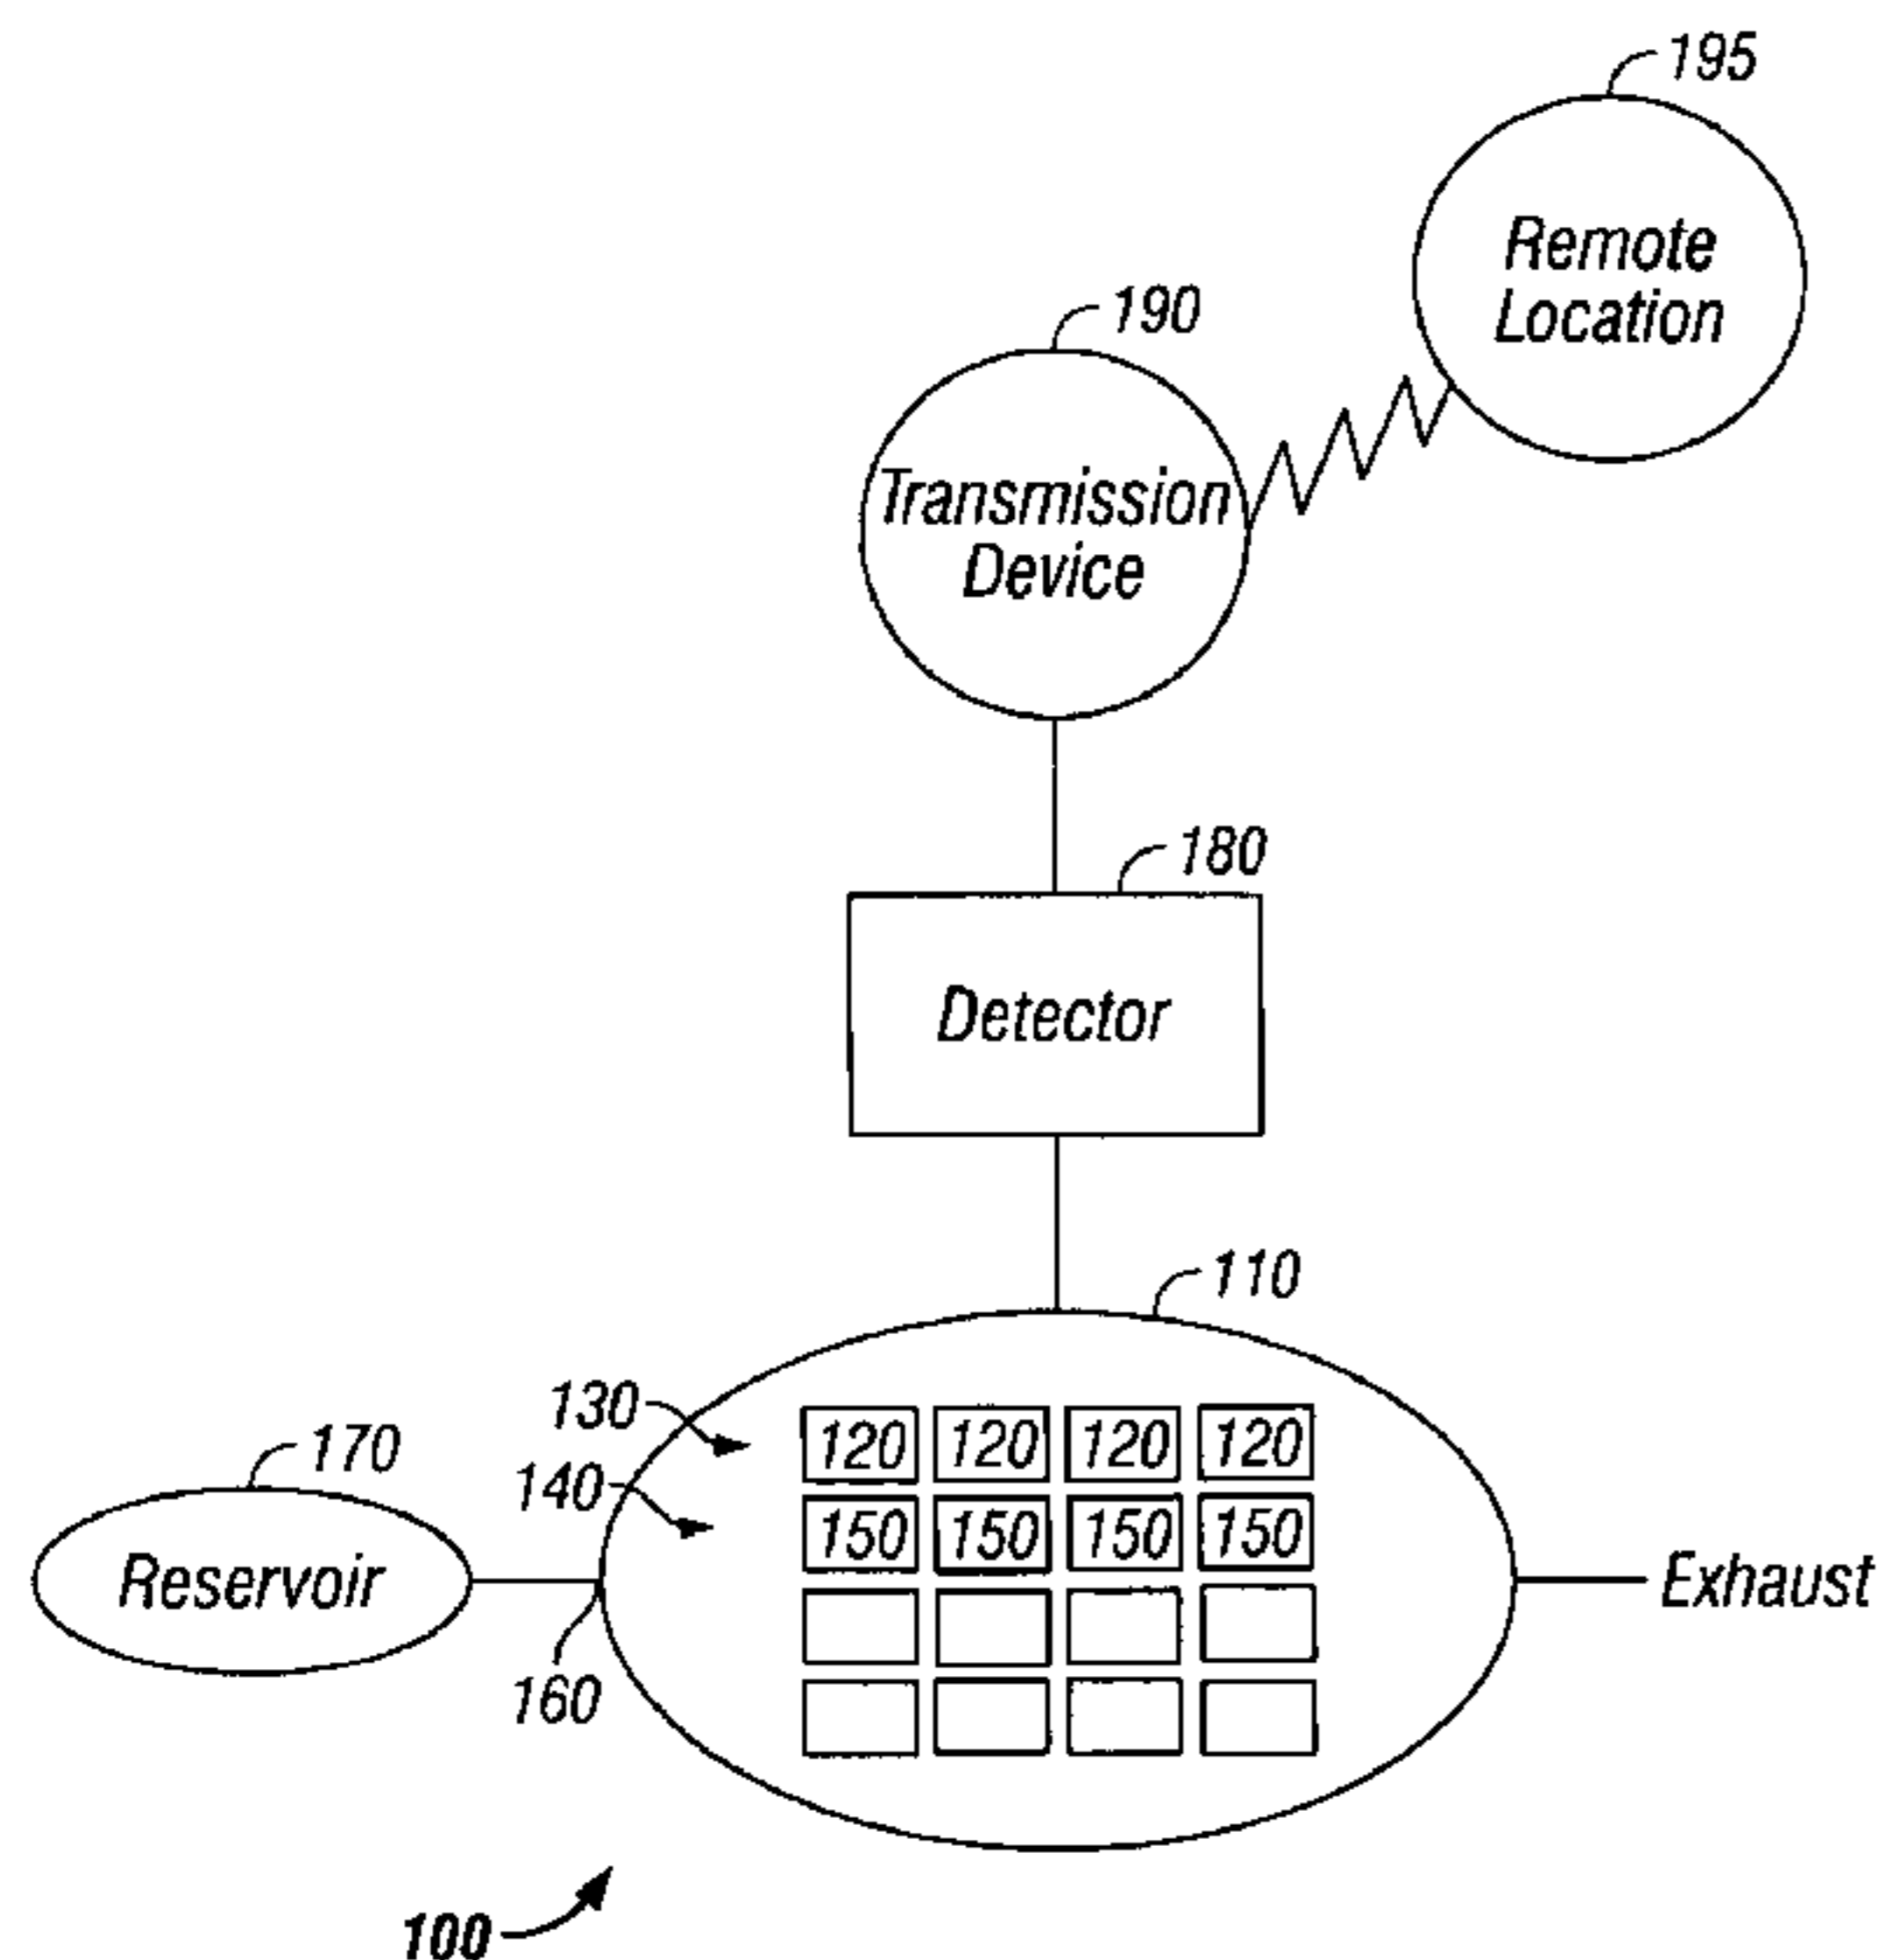 195
Remote
Location
190
Transmission
Device
180
Detector
110
130
120 120 120 120
140
150 150 150 150
170
Reservoir
160
Exhaust
100